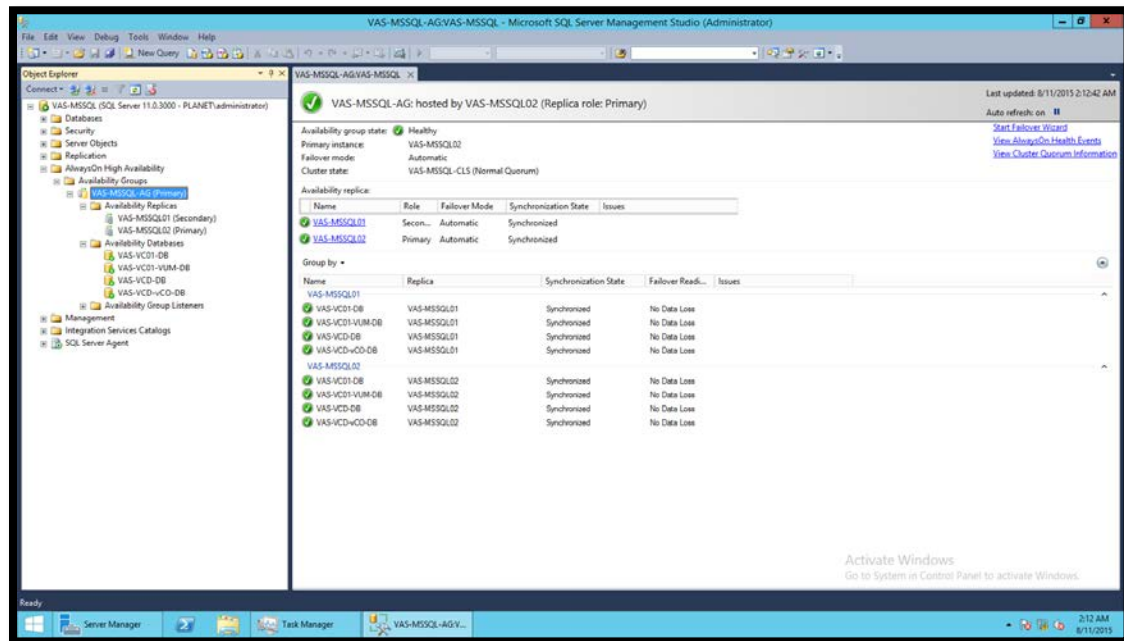 VAS-MSSQL-AG:VAS-MSSQL - Microsoft SQL Server Management Studio (Administrator)
File Edit View Debug Tools Window Help
New Query
Object Explorer
VAS-MSSQL-AG:VAS-MSSQL
Connect
VAS-MSSQL (SQL Server 11.0.3000 - PLANET\administrator)
Databases
Security
Server Objects
Replication
AlwaysOn High Availability
Availability Groups
VAS-MSSQL-AG (Primary)
Availability Replicas
VAS-MSSQL01 (Secondary)
VAS-MSSQL02 (Primary)
Availability Databases
VAS-VC01-DB
VAS-VC01-VUM-DB
VAS-VCD-DB
VAS-VCD-vCO-DB
Availability Group Listeners
Management
Integration Services Catalogs
SQL Server Agent
VAS-MSSQL-AG: hosted by VAS-MSSQL02 (Replica role: Primary)
Last updated: 8/11/2015 2:12:42 AM
Auto refresh: on
Availability group state: Healthy
Primary instance: VAS-MSSQL02
Failover mode: Automatic
Cluster state: VAS-MSSQL-CLS (Normal Quorum)
Start Failover Wizard
View AlwaysOn Health Events
View Cluster Quorum Information
Availability replica:
Name Role Failover Mode Synchronization State Issues
VAS-MSSQL01 Secon... Automatic Synchronized
VAS-MSSQL02 Primary Automatic Synchronized
Group by
Name Replica Synchronization State Failover Readi... Issues
VAS-MSSQL01
VAS-VC01-DB VAS-MSSQL01 Synchronized No Data Loss
VAS-VC01-VUM-DB VAS-MSSQL01 Synchronized No Data Loss
VAS-VCD-DB VAS-MSSQL01 Synchronized No Data Loss
VAS-VCD-vCO-DB VAS-MSSQL01 Synchronized No Data Loss
VAS-MSSQL02
VAS-VC01-DB VAS-MSSQL02 Synchronized No Data Loss
VAS-VC01-VUM-DB VAS-MSSQL02 Synchronized No Data Loss
VAS-VCD-DB VAS-MSSQL02 Synchronized No Data Loss
VAS-VCD-vCO-DB VAS-MSSQL02 Synchronized No Data Loss
Activate Windows
Go to System in Control Panel to activate Windows.
Ready
Server Manager
Task Manager
VAS-MSSQL-AG:V...
2:12 AM
8/11/2015